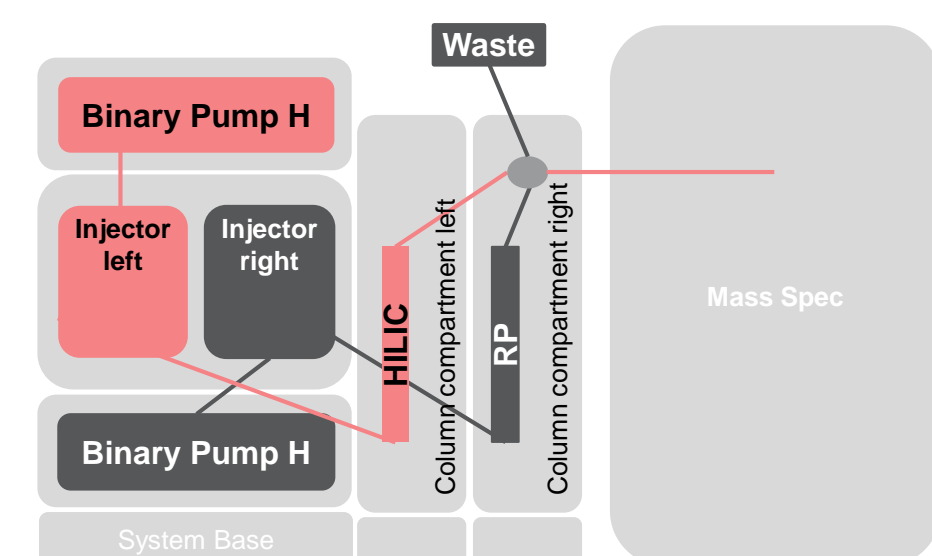 Waste
Binary Pump H
Injector
left
Injector
right
HILIC
Column compartment left
RP
Column compartment right
Mass Spec
Binary Pump H
System Base